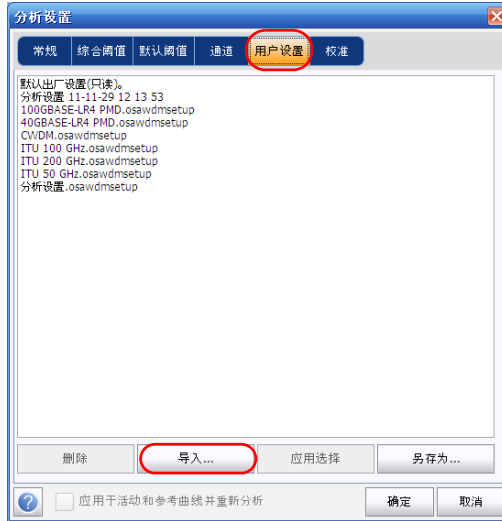 分析设置
常规 综合阈值 默认阈值 通道 用户设置 校准
默认出厂设置(只读)。
分析设置 11-11-29 12 13 53
100GBASE-LR4 PMD.osawdmsetup
40GBASE-LR4 PMD.osawdmsetup
CWDM.osawdmsetup
ITU 100 GHz.osawdmsetup
ITU 200 GHz.osawdmsetup
ITU 50 GHz.osawdmsetup
分析设置.osawdmsetup
删除 导入... 应用选择 另存为...
? 应用于活动和参考曲线并重新分析 确定 取消